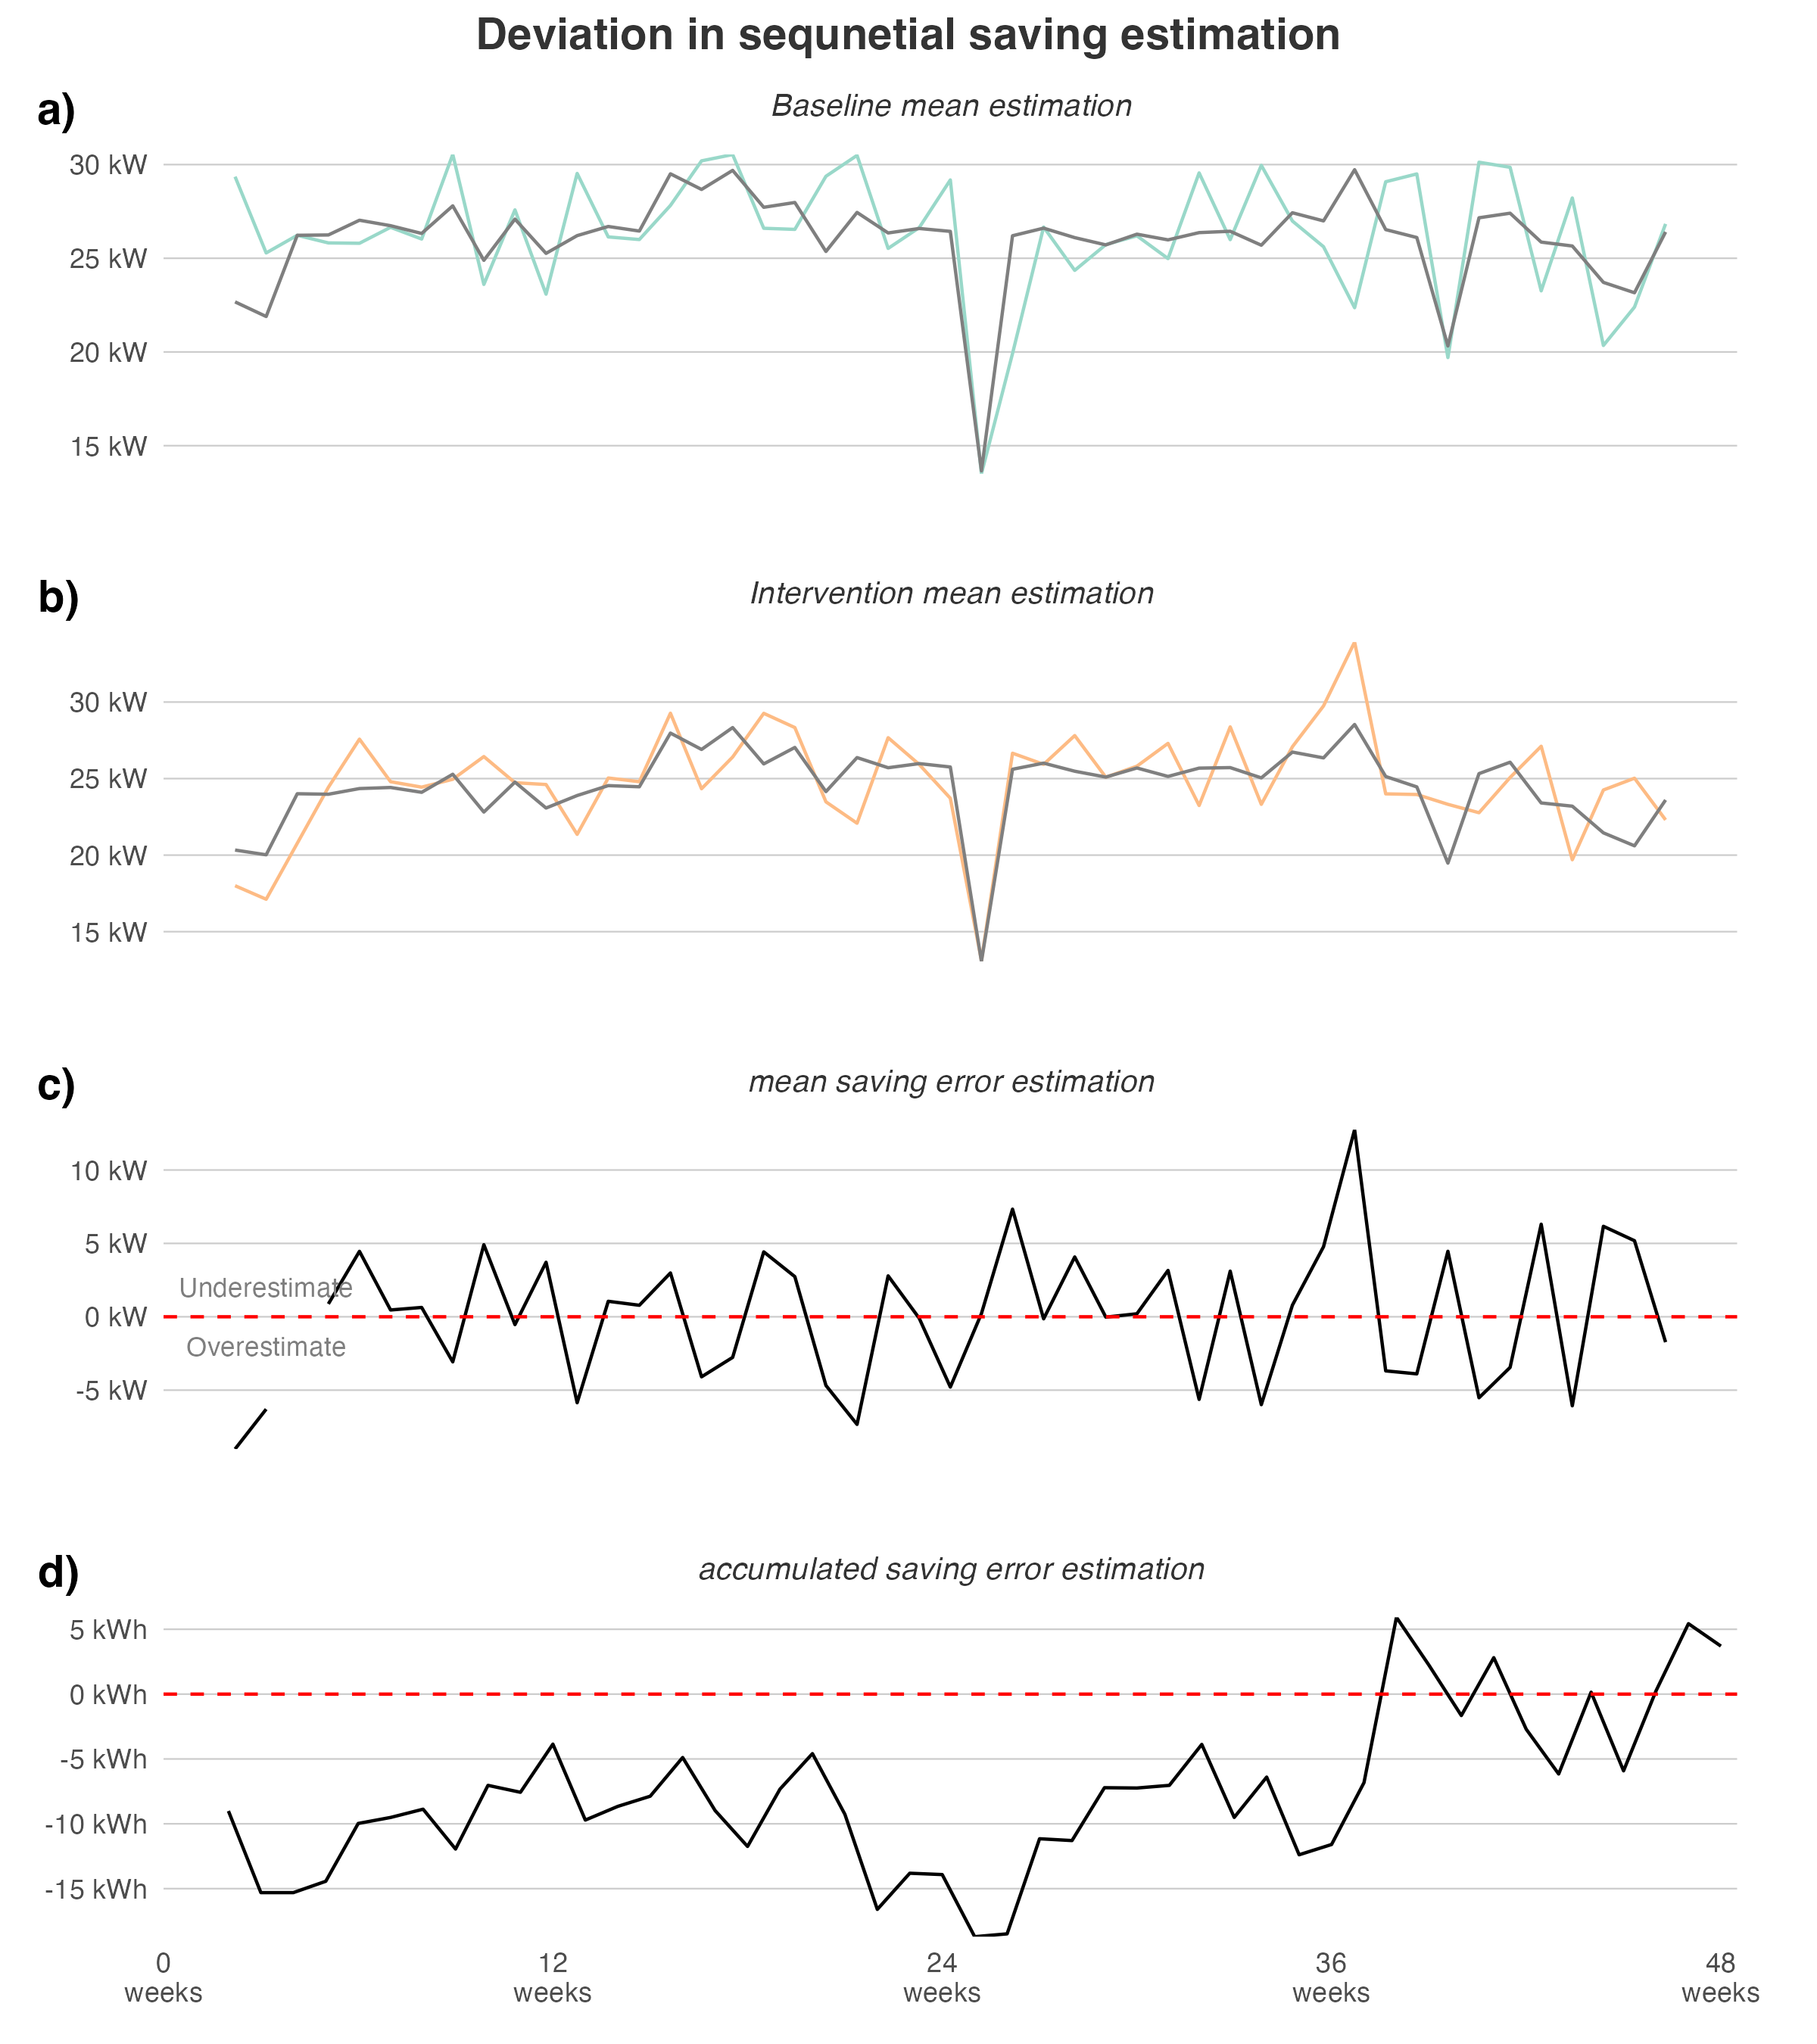 Deviation in sequnetial saving estimation
a)
Baseline mean estimation
30 kW
25 kW
20 kW
15 kW
b)
Intervention mean estimation
30 kW
25 kW
20 kW
15 kW
c)
mean saving error estimation
10 kW
5 kW
Underestimate
0 kW
Overestimate
-5 kW
d)
accumulated saving error estimation
5 kWh
0 kWh
-5 kWh
-10 kWh
-15 kWh
0 12 24 36 48
weeks weeks weeks weeks weeks